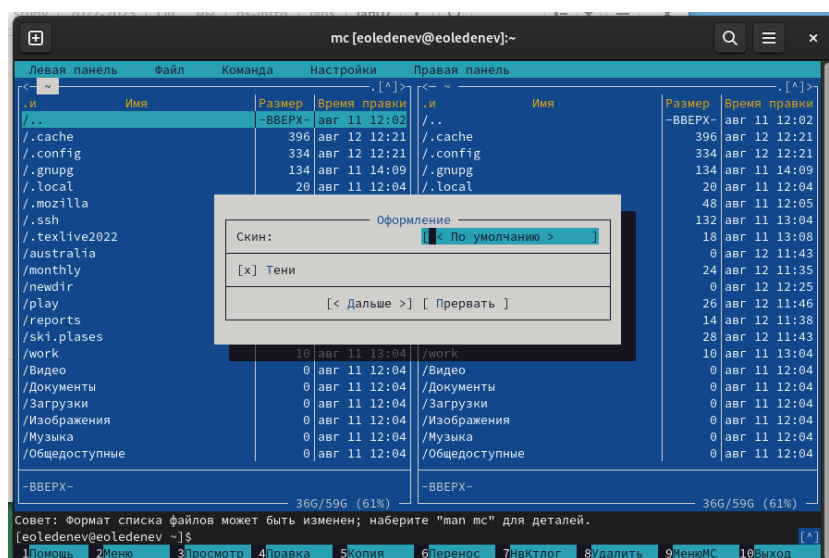 mc [eoledenev@eoledenev]:~
Левая панель Файл Команда Настройки Правая панель
<— ~ .[^]> <— ~ .[^]>
.и Имя Размер Время правки .и Имя Размер Время правки
/.. -ВВЕРХ- авг 11 12:02 /.. -ВВЕРХ- авг 11 12:02
/.cache 396 авг 12 12:21 /.cache 396 авг 12 12:21
/.config 334 авг 12 12:21 /.config 334 авг 12 12:21
/.gnupg 134 авг 11 14:09 /.gnupg 134 авг 11 14:09
/.local 20 авг 11 12:04 /.local 20 авг 11 12:04
/.mozilla 48 авг 11 12:05
/.ssh Оформление 132 авг 11 13:04
/.texlive2022 Скин: [ < По умолчанию > ] 18 авг 11 13:08
/australia 0 авг 12 11:43
/monthly [x] Тени 24 авг 12 11:35
/newdir 0 авг 12 12:25
/play [< Дальше >] [ Прервать ] 26 авг 12 11:46
/reports 14 авг 12 11:38
/ski.plases 28 авг 12 11:43
/work 10 авг 11 13:04 /work 10 авг 11 13:04
/Видео 0 авг 11 12:04 /Видео 0 авг 11 12:04
/Документы 0 авг 11 12:04 /Документы 0 авг 11 12:04
/Загрузки 0 авг 11 12:04 /Загрузки 0 авг 11 12:04
/Изображения 0 авг 11 12:04 /Изображения 0 авг 11 12:04
/Музыка 0 авг 11 12:04 /Музыка 0 авг 11 12:04
/Общедоступные 0 авг 11 12:04 /Общедоступные 0 авг 11 12:04
-ВВЕРХ- -ВВЕРХ-
36G/59G (61%) 36G/59G (61%)
Совет: Формат списка файлов может быть изменен; наберите "man mc" для деталей.
[eoledenev@eoledenev ~]$ [^]
1Помощь 2Меню 3Просмотр 4Правка 5Копия 6Перенос 7НвКтлог 8Удалить 9МенюМС 10Выход